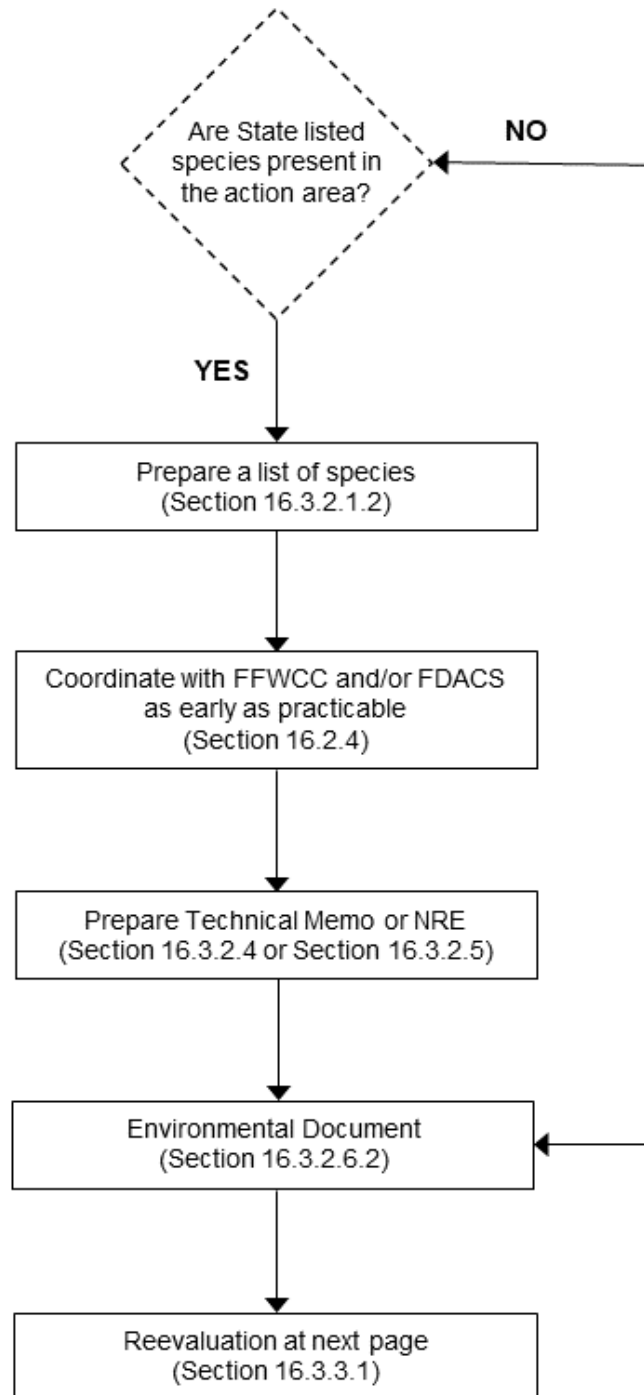 Are State listed
species present in
the action area?
NO
YES
Prepare a list of species
(Section 16.3.2.1.2)
Coordinate with FFWCC and/or FDACS
as early as practicable
(Section 16.2.4)
Prepare Technical Memo or NRE
(Section 16.3.2.4 or Section 16.3.2.5)
Environmental Document
(Section 16.3.2.6.2)
Reevaluation at next page
(Section 16.3.3.1)